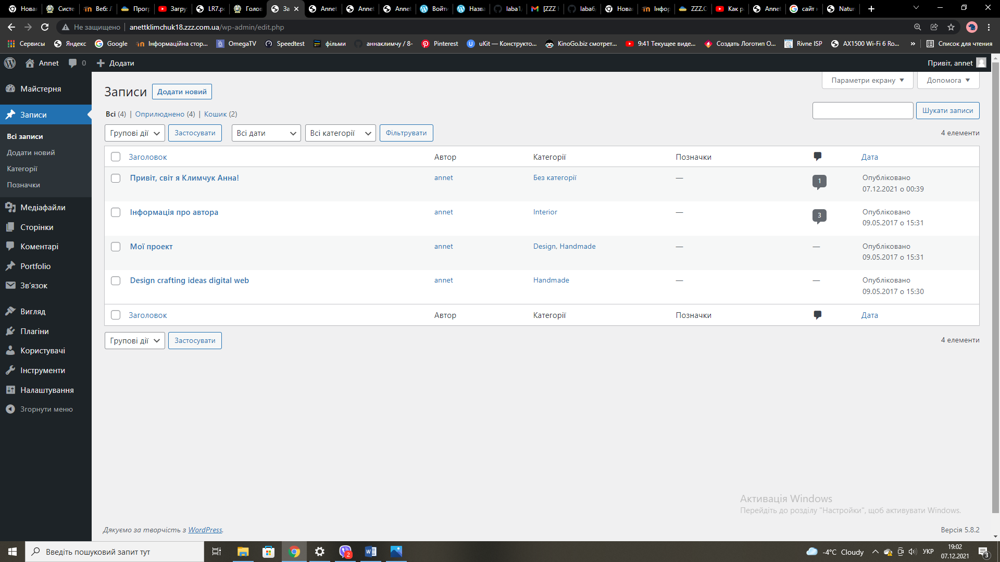 Нова
Систе
Веб: Л
Прогр
Загру
LR7.p
Голов
За
Annet
Annet
Annet
Войти
Назва
laba1
[ZZZ
laba6
Нова
Інфор
ZZZ.C
Как р
Annet
сайт
Natur
Не защищено
anettklimchuk18.zzz.com.ua/wp-admin/edit.php
Сервисы
Яндекс
Google
Інформаційна стор...
OmegaTV
Speedtest
фільми
аннаклимчу / 8-
Pinterest
uKit — Конструкто...
KinoGo.biz смотрет...
9:41 Текущее виде...
Создать Логотип О...
Rivne ISP
AX1500 Wi-Fi 6 Ro...
»
Список для чтения
Annet
0
Додати
Привіт, annet
Майстерня
Записи
Всі записи
Додати новий
Категорії
Позначки
Медіафайли
Сторінки
Коментарі
Portfolio
Зв'язок
Вигляд
Плагіни
Користувачі
Інструменти
Налаштування
Згорнути меню
Параметри екрану
Допомога
Записи
Додати новий
Всі (4) | Оприлюднено (4) | Кошик (2)
Шукати записи
Групові дії
Застосувати
Всі дати
Всі категорії
Фільтрувати
4 елементи
Заголовок Автор Категорії Позначки Дата
Привіт, світ я Климчук Анна! annet Без категорії — 1 Опубліковано
07.12.2021 о 00:39
Інформація про автора annet Interior — 3 Опубліковано
09.05.2017 о 15:31
Мої проект annet Design, Handmade — — Опубліковано
09.05.2017 о 15:31
Design crafting ideas digital web annet Handmade — — Опубліковано
09.05.2017 о 15:30
Заголовок Автор Категорії Позначки Дата
Групові дії
Застосувати
4 елементи
Активація Windows
Перейдіть до розділу "Настройки", щоб активувати Windows.
Дякуємо за творчість з WordPress.
Версія 5.8.2
Введіть пошуковий запит тут
2
-4°C Cloudy
УКР
19:02
07.12.2021
3